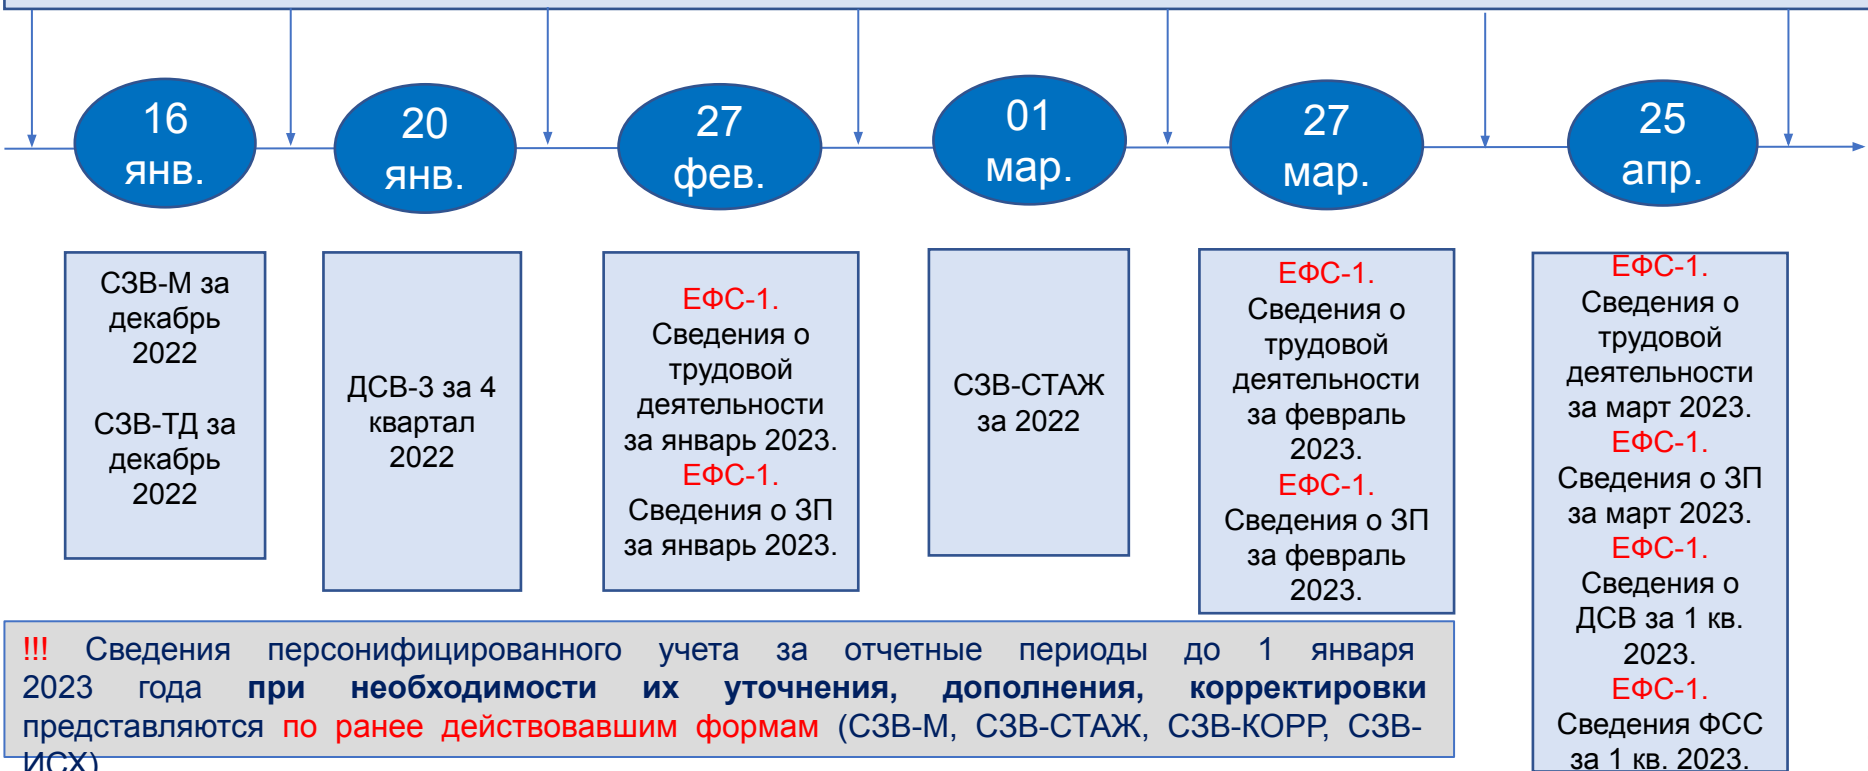 16
янв.
20
янв.
27
фев.
01
мар.
27
мар.
25
апр.
СЗВ-М за
декабрь
2022
СЗВ-ТД за
декабрь
2022
ДСВ-3 за 4
квартал
2022
ЕФС-1.
Сведения о
трудовой
деятельности
за январь 2023.
ЕФС-1.
Сведения о ЗП
за январь 2023.
СЗВ-СТАЖ
за 2022
ЕФС-1.
Сведения о
трудовой
деятельности
за февраль
2023.
ЕФС-1.
Сведения о ЗП
за февраль
2023.
ЕФС-1.
Сведения о
трудовой
деятельности
за март 2023.
ЕФС-1.
Сведения о ЗП
за март 2023.
ЕФС-1.
Сведения о
ДСВ за 1 кв.
2023.
ЕФС-1.
Сведения ФСС
за 1 кв. 2023.
!!! Сведения персонифицированного учета за отчетные периоды до 1 января
2023 года при необходимости их уточнения, дополнения, корректировки
представляются по ранее действовавшим формам (СЗВ-М, СЗВ-СТАЖ, СЗВ-КОРР, СЗВ-
ИСХ)